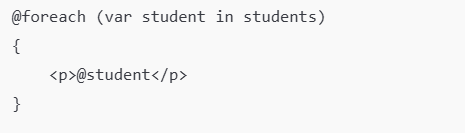 @foreach (var student in students)
{
    <p>@student</p>
}